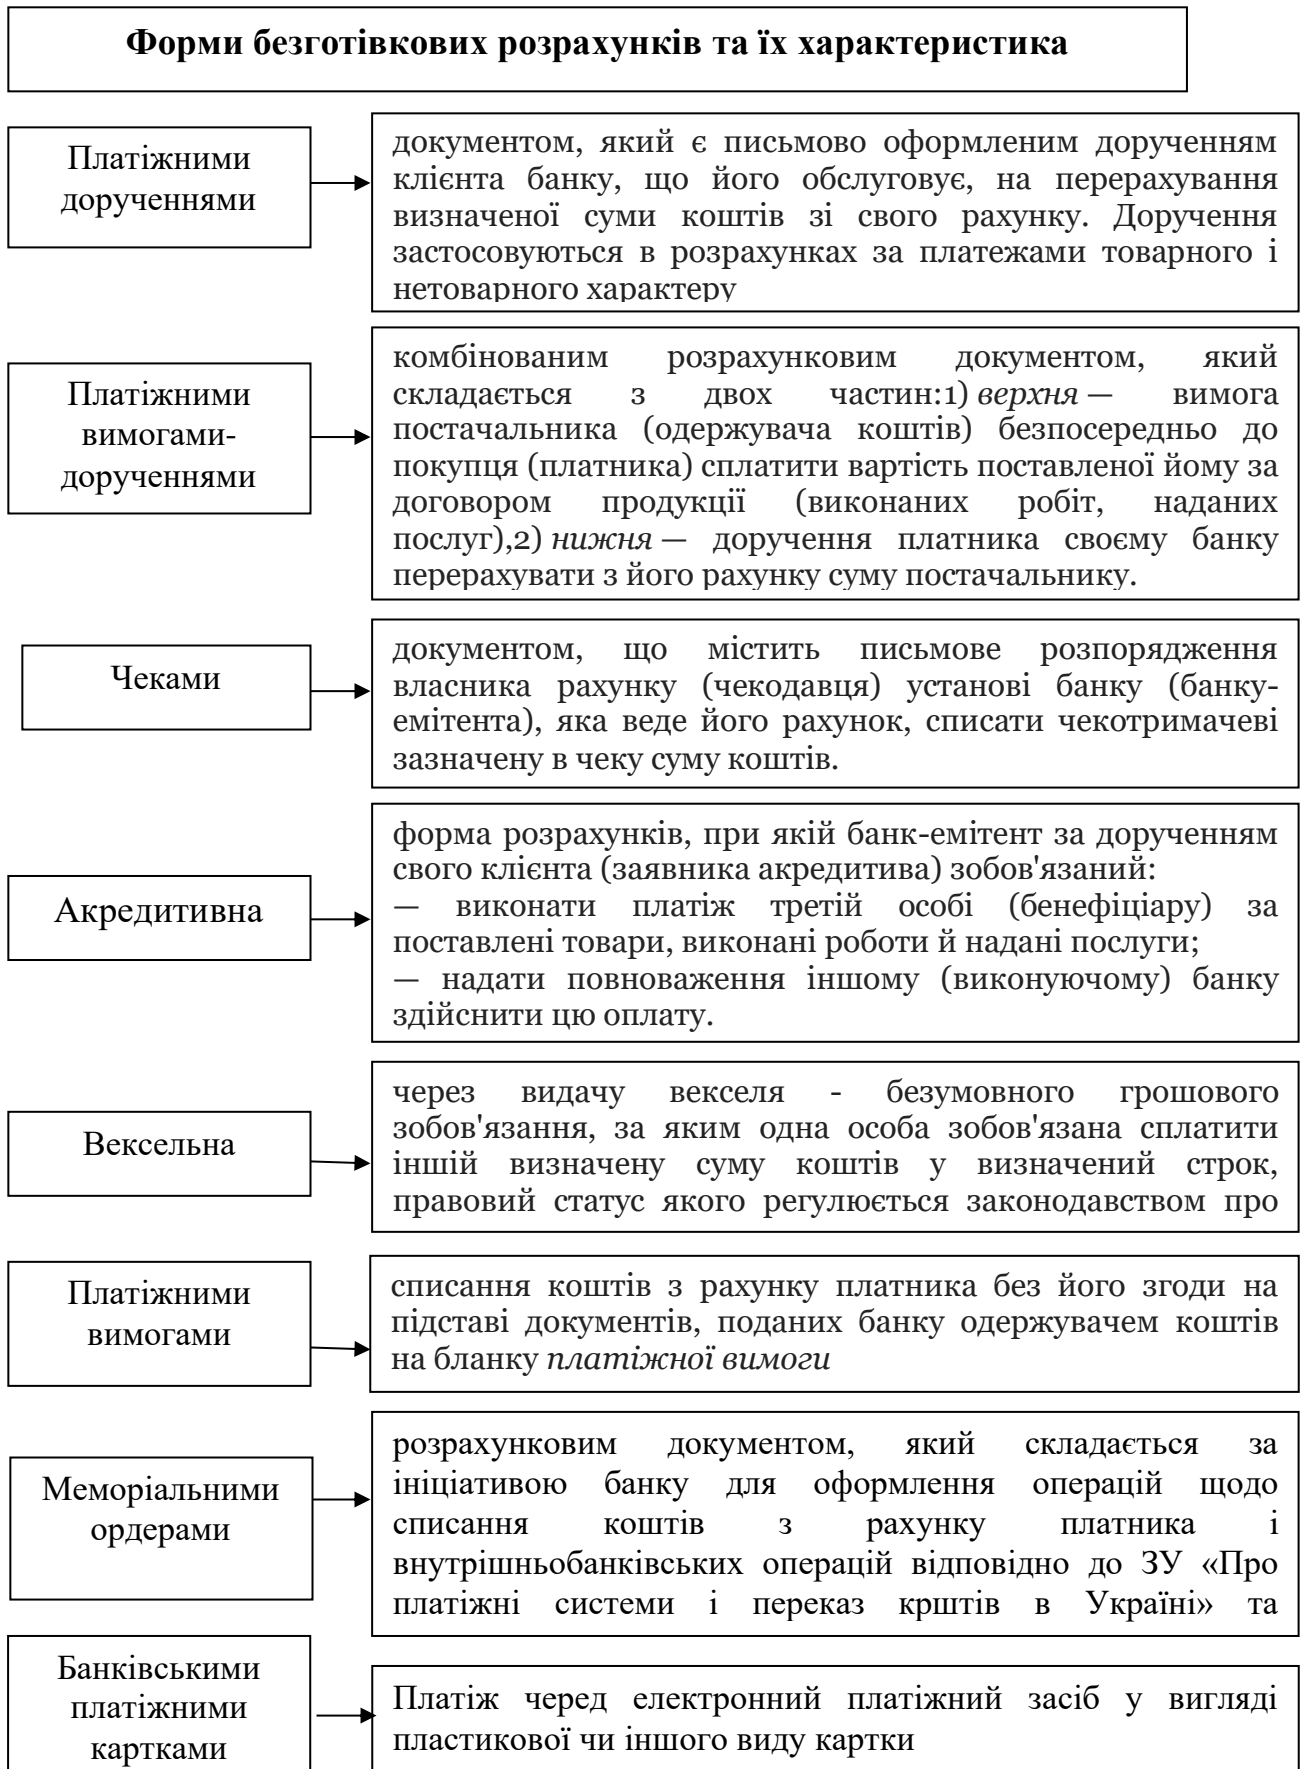 Форми безготівкових розрахунків та їх характеристика
Платіжними
дорученнями
документом, який є письмово оформленим дорученням
клієнта банку, що його обслуговує, на перерахування
визначеної суми коштів зі свого рахунку. Доручення
застосовуються в розрахунках за платежами товарного і
нетоварного характеру
Платіжними
вимогами-
дорученнями
комбінованим розрахунковим документом, який
складається з двох частин:1) верхня — вимога
постачальника (одержувача коштів) безпосередньо до
покупця (платника) сплатити вартість поставленої йому за
договором продукції (виконаних робіт, наданих
послуг),2) нижня — доручення платника своєму банку
перерахувати з його рахунку суму постачальнику.
Чеками
документом, що містить письмове розпорядження
власника рахунку (чекодавця) установі банку (банку-
емітента), яка веде його рахунок, списати чекотримачеві
зазначену в чеку суму коштів.
Акредитивна
форма розрахунків, при якій банк-емітент за дорученням
свого клієнта (заявника акредитива) зобов'язаний:
— виконати платіж третій особі (бенефіціару) за
поставлені товари, виконані роботи й надані послуги;
— надати повноваження іншому (виконуючому) банку
здійснити цю оплату.
Вексельна
через видачу векселя - безумовного грошового
зобов'язання, за яким одна особа зобов'язана сплатити
іншій визначену суму коштів у визначений строк,
правовий статус якого регулюється законодавством про
Платіжними
вимогами
списання коштів з рахунку платника без його згоди на
підставі документів, поданих банку одержувачем коштів
на бланку платіжної вимоги
Меморіальними
ордерами
розрахунковим документом, який складається за
ініціативою банку для оформлення операцій щодо
списання коштів з рахунку платника і
внутрішньобанківських операцій відповідно до ЗУ «Про
платіжні системи і переказ крштів в Україні» та
Банківськими
платіжними
картками
Платіж черед електронний платіжний засіб у вигляді
пластикової чи іншого виду картки